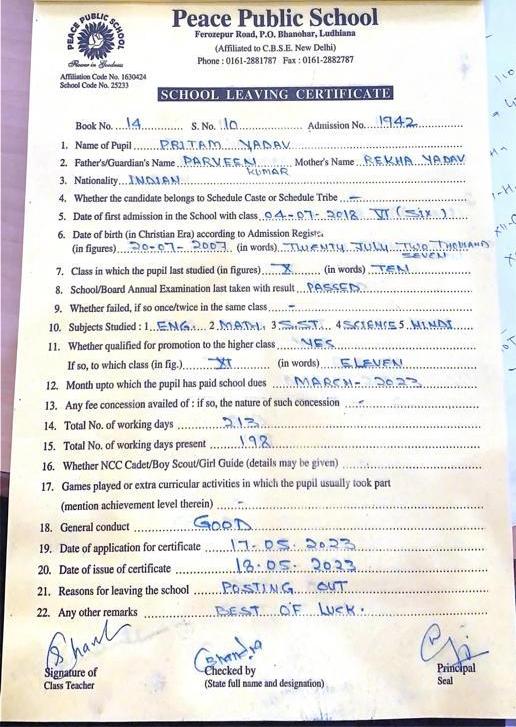 Peace Public School
PEACE PUBLIC SCHOOL
Power in Goodness
Affiliation Code No. 1630424
School Code No. 25233
Ferozepur Road, P.O. Bhanohar, Ludhiana
(Affiliated to C.B.S.E. New Delhi)
Phone : 0161-2881787 Fax : 0161-2882787
SCHOOL LEAVING CERTIFICATE
Book No. 14 S. No. 10 Admission No. 1942
1. Name of Pupil PRITAM YADAV
2. Father's/Guardian's Name PARVEEN KUMAR Mother's Name REKHA YADAV
3. Nationality INDIAN
4. Whether the candidate belongs to Schedule Caste or Schedule Tribe –
5. Date of first admission in the School with class 04-07-2018 VI (SIX)
6. Date of birth (in Christian Era) according to Admission Register
(in figures) 20-07-2007 (in words) TWENTY JULY TWO THOUSAND SEVEN
7. Class in which the pupil last studied (in figures) X (in words) TEN
8. School/Board Annual Examination last taken with result PASSED
9. Whether failed, if so once/twice in the same class –
10. Subjects Studied : 1 ENG. 2 MATH. 3 S.ST. 4 SCIENCE 5 HINDI
11. Whether qualified for promotion to the higher class YES
If so, to which class (in fig.) XI (in words) ELEVEN
12. Month upto which the pupil has paid school dues MARCH- 2023
13. Any fee concession availed of : if so, the nature of such concession –
14. Total No. of working days 213
15. Total No. of working days present 198
16. Whether NCC Cadet/Boy Scout/Girl Guide (details may be given)
17. Games played or extra curricular activities in which the pupil usually took part
(mention achievement level therein) –
18. General conduct GOOD
19. Date of application for certificate 17-05-2023
20. Date of issue of certificate 18-05-2023
21. Reasons for leaving the school POSTING OUT
22. Any other remarks BEST OF LUCK.
Signature of
Class Teacher
Checked by
(State full name and designation)
Principal
Seal